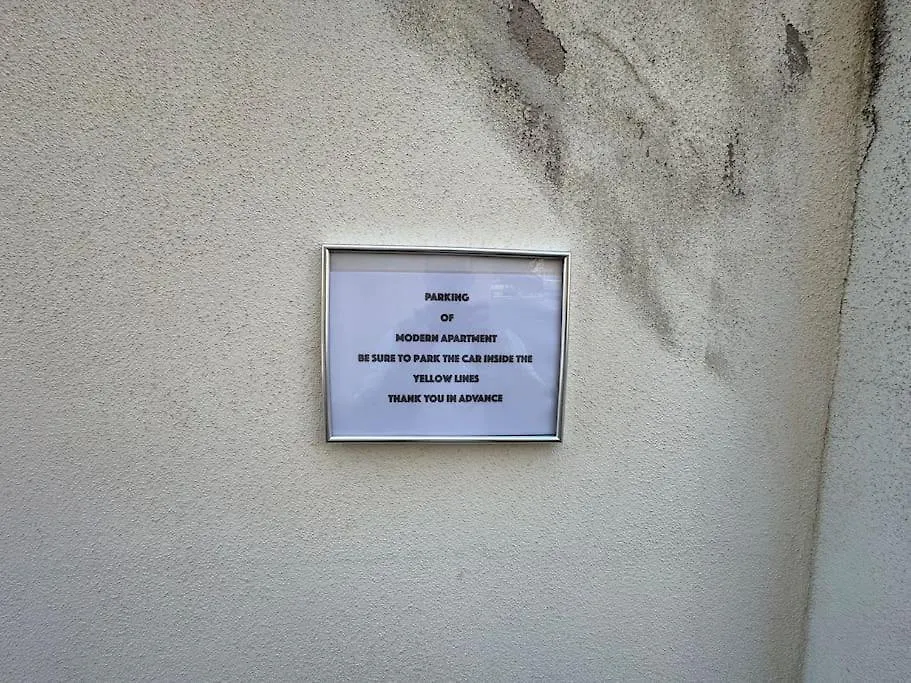 PARKING
OF
MODERN APARTMENT
BE SURE TO PARK THE CAR INSIDE THE
YELLOW LINES
THANK YOU IN ADVANCE